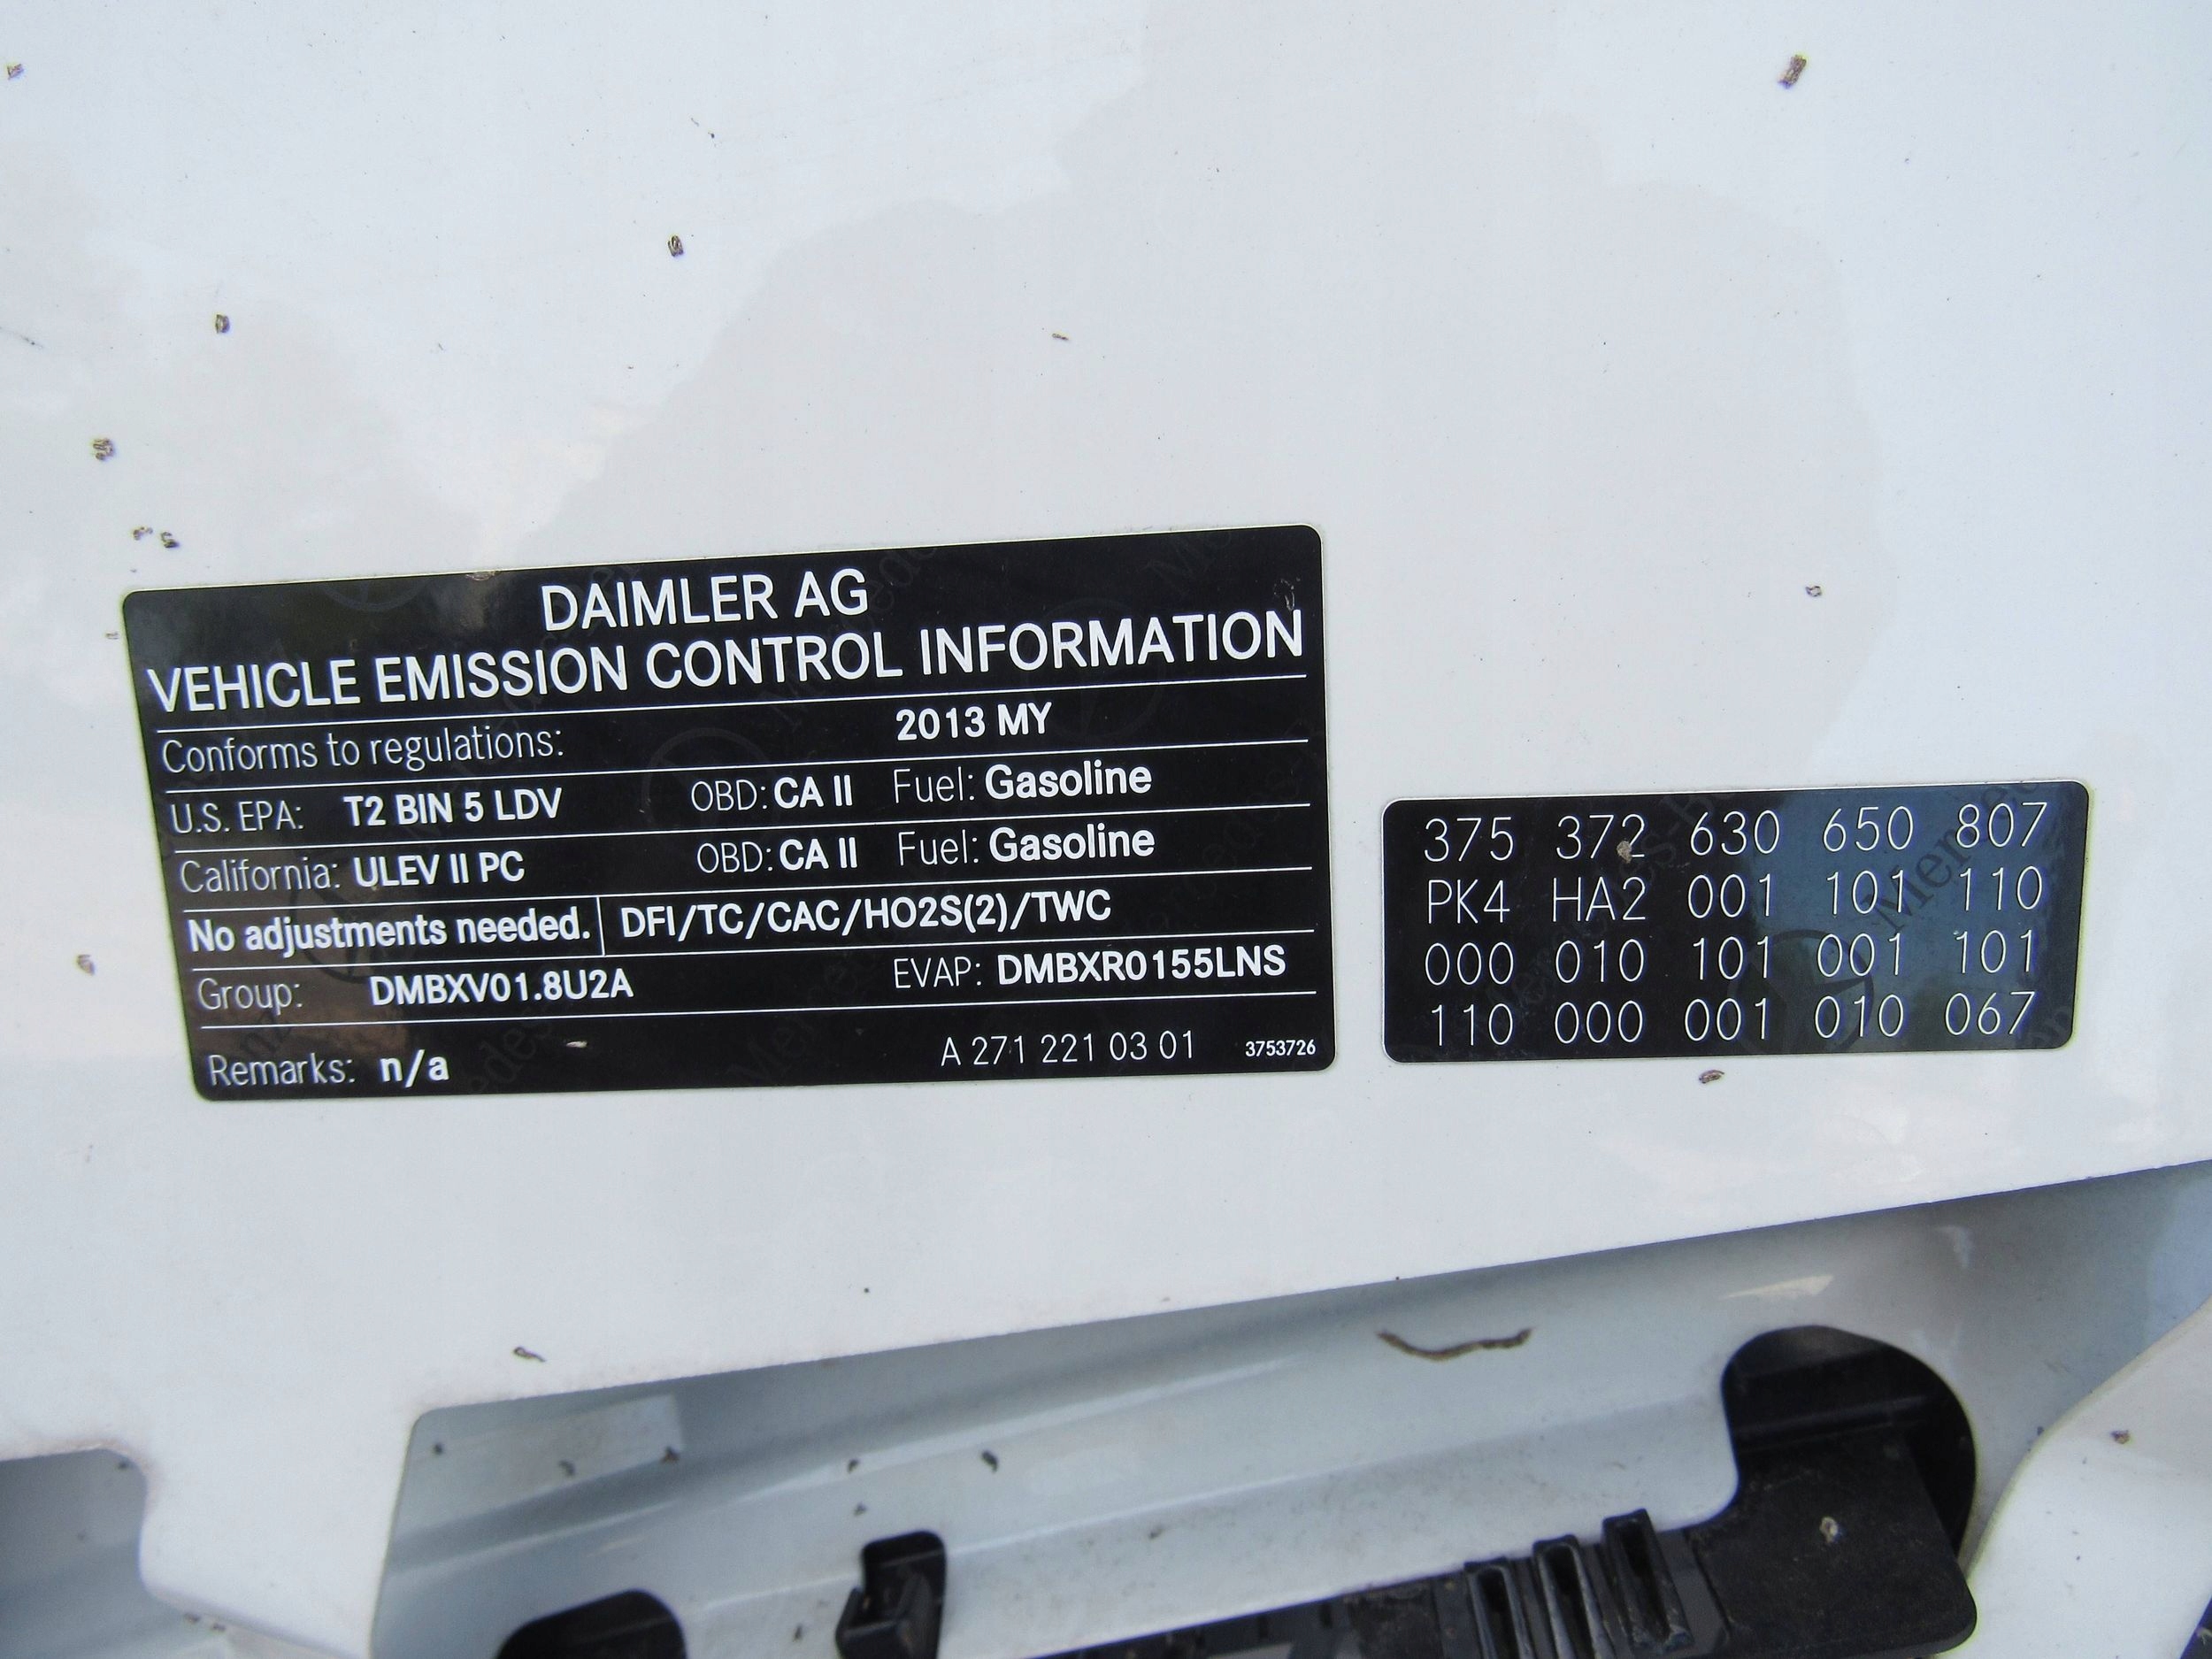 DAIMLER AG
VEHICLE EMISSION CONTROL INFORMATION
Conforms to regulations: 2013 MY
U.S. EPA: T2 BIN 5 LDV OBD: CA II Fuel: Gasoline
California: ULEV II PC OBD: CA II Fuel: Gasoline
No adjustments needed. DFI/TC/CAC/HO2S(2)/TWC
Group: DMBXV01.8U2A EVAP: DMBXR0155LNS
Remarks: n/a A 271 221 03 01 3753726
375 372 630 650 807
PK4 HA2 001 101 110
000 010 101 001 101
110 000 001 010 067